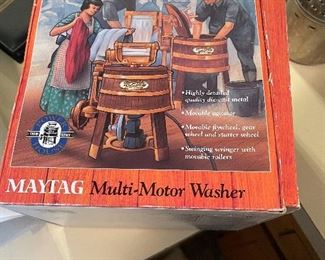 • Highly detailed
quality die-cast metal
• Movable agitator
• Movable flywheel, gear
wheel and starter wheel
• Swinging wringer with
movable rollers
MAYTAG Multi-Motor Washer